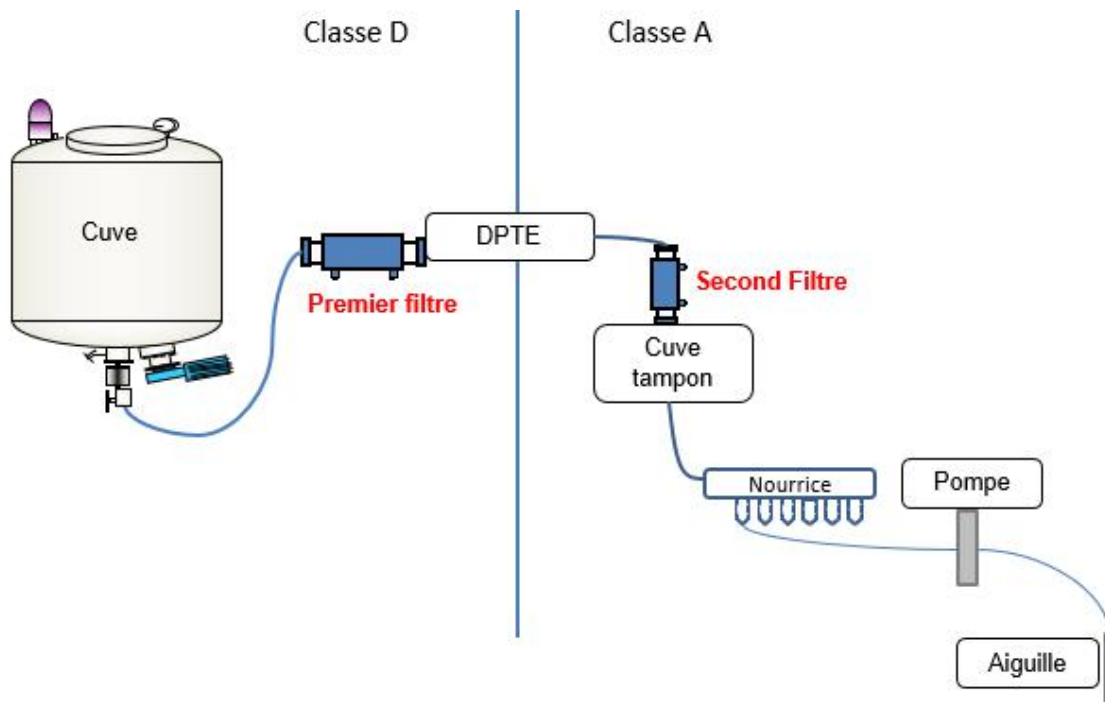 Classe D
Classe A
Cuve
DPTE
Premier filtre
Second Filtre
Cuve
tampon
Nourrice
Pompe
Aiguille